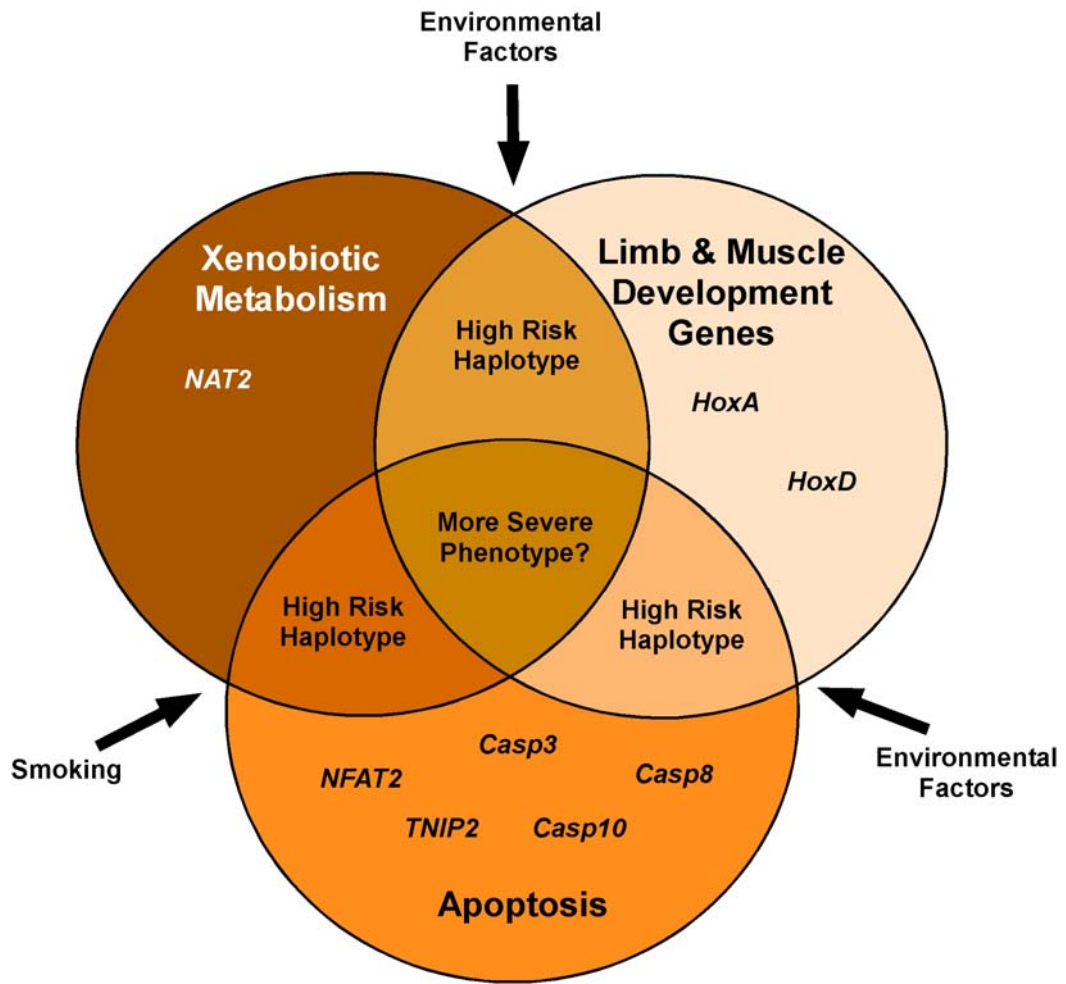 Environmental
Factors
Xenobiotic
Metabolism
NAT2
High Risk
Haplotype
Limb & Muscle
Development
Genes
HoxA
HoxD
More Severe
Phenotype?
High Risk
Haplotype
High Risk
Haplotype
Smoking
Environmental
Factors
Casp3
NFAT2
Casp8
TNIP2
Casp10
Apoptosis